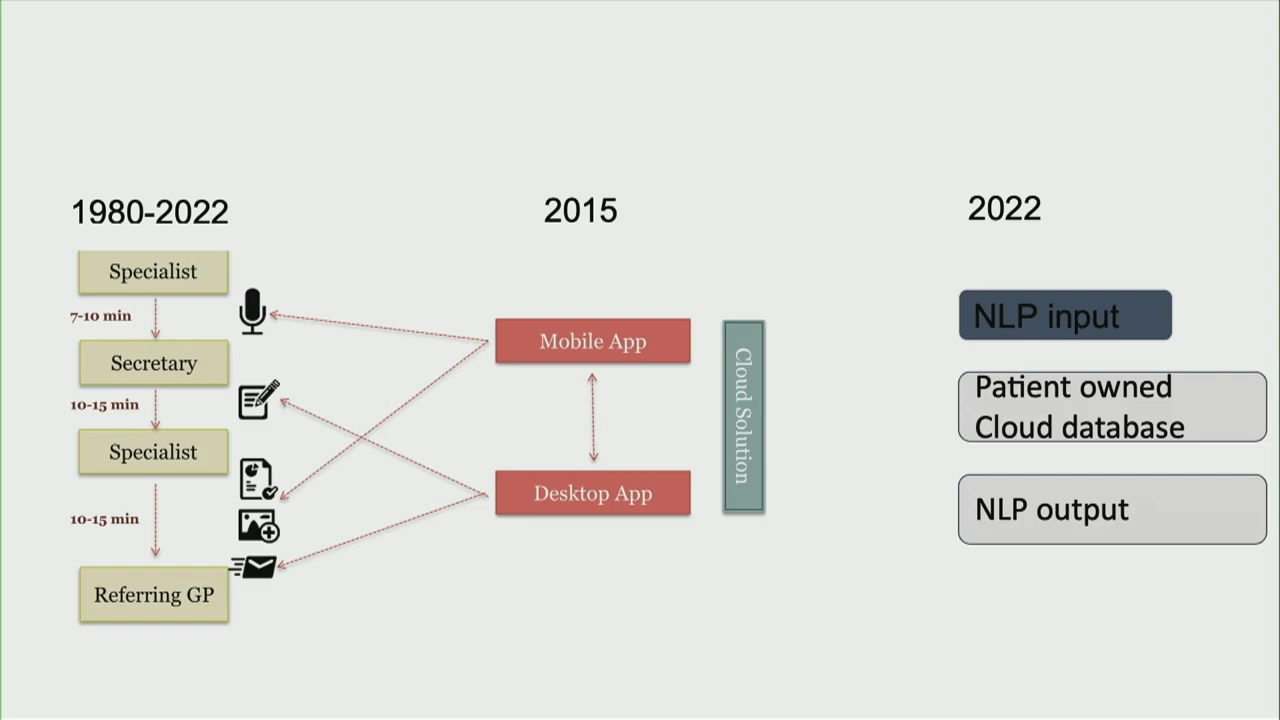 1980-2022
Specialist
7-10 min
Secretary
10-15 min
Specialist
10-15 min
Referring GP
2015
Mobile App
Desktop App
Cloud Solution
2022
NLP input
Patient owned
Cloud database
NLP output